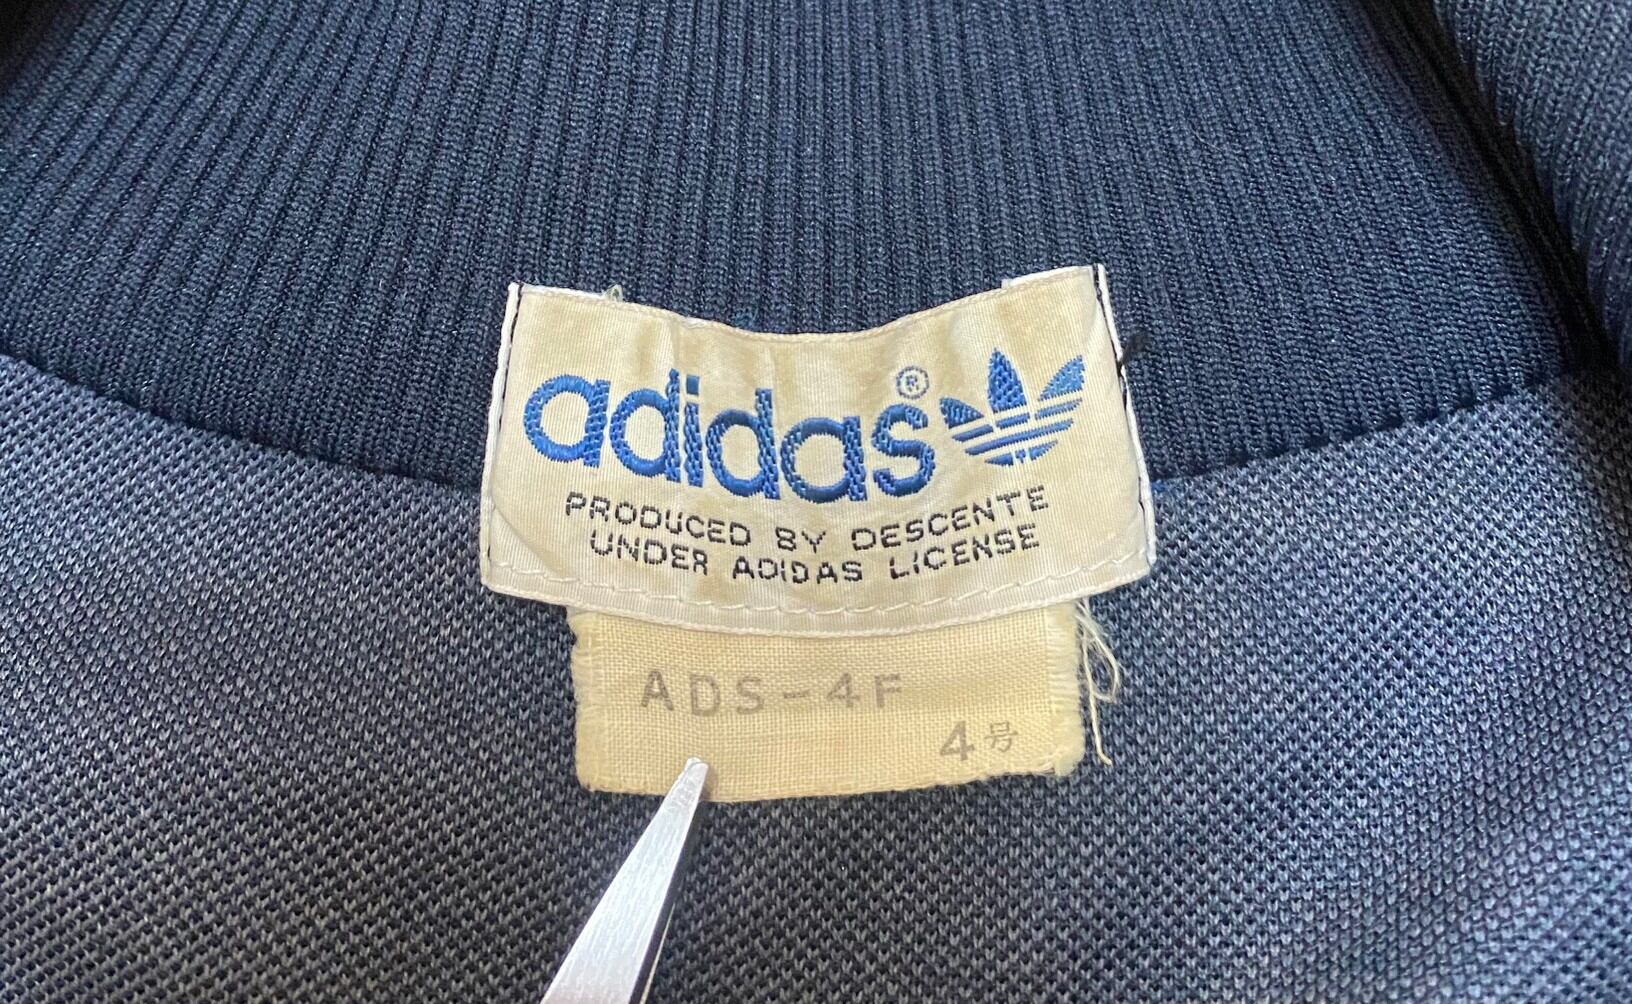 adidas®
PRODUCED BY DESCENTE
UNDER ADIDAS LICENSE
ADS-4F
4号